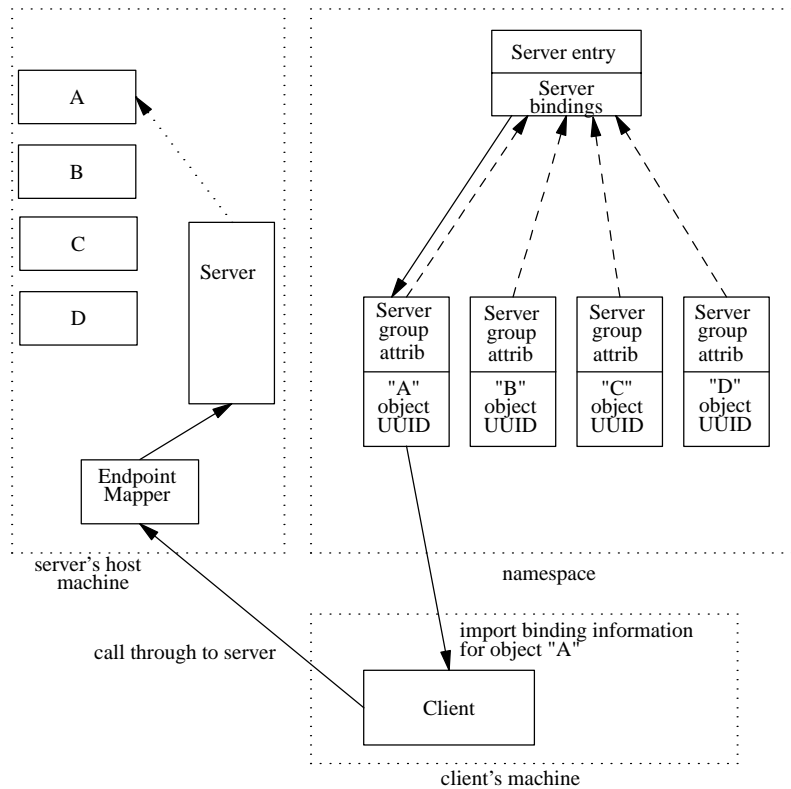 A
B
C
D
Server
Endpoint
Mapper
server's host
machine
Server entry
Server
bindings
Server
group
attrib
"A"
object
UUID
Server
group
attrib
"B"
object
UUID
Server
group
attrib
"C"
object
UUID
Server
group
attrib
"D"
object
UUID
namespace
call through to server
import binding information
for object "A"
Client
client's machine